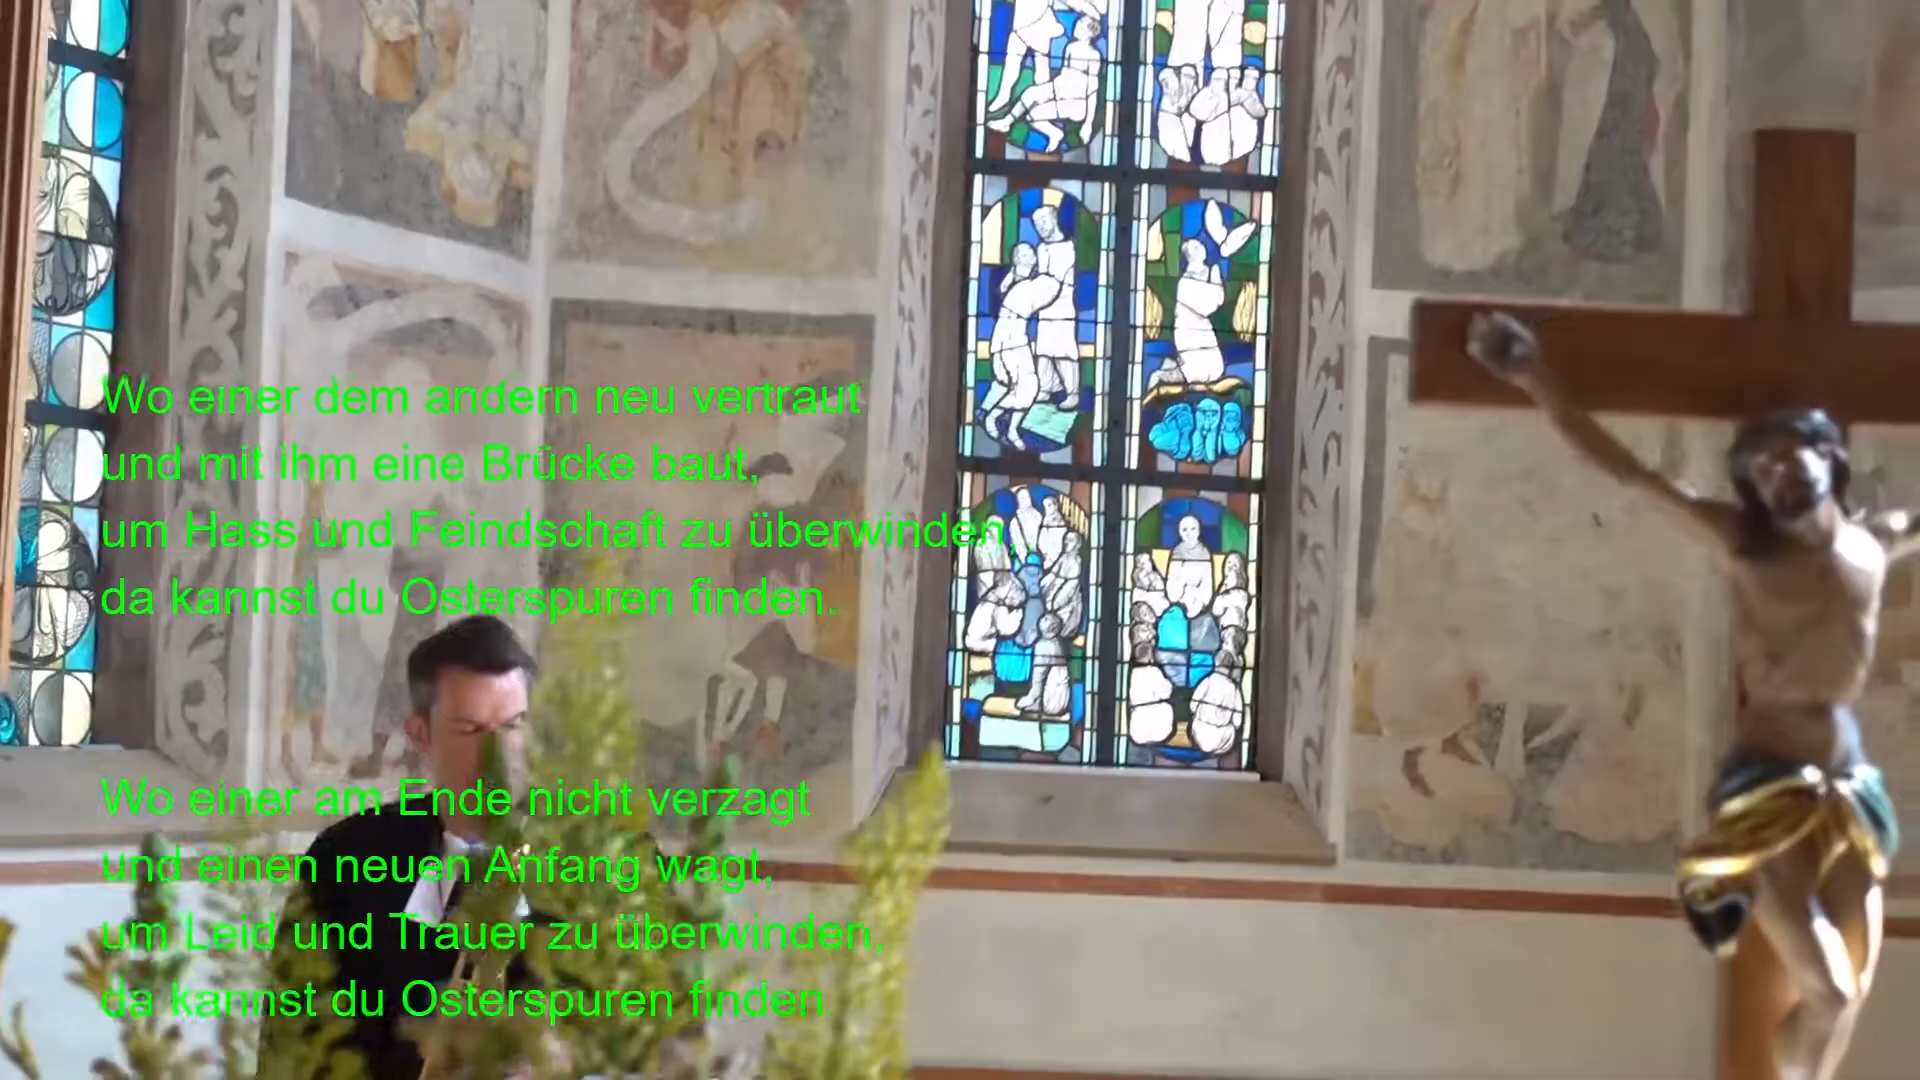 Wo einer dem andern neu vertraut
und mit ihm eine Brücke baut,
um Hass und Feindschaft zu überwinden,
da kannst du Osterspuren finden.
Wo einer am Ende nicht verzagt
und einen neuen Anfang wagt,
um Leid und Trauer zu überwinden,
da kannst du Osterspuren finden.